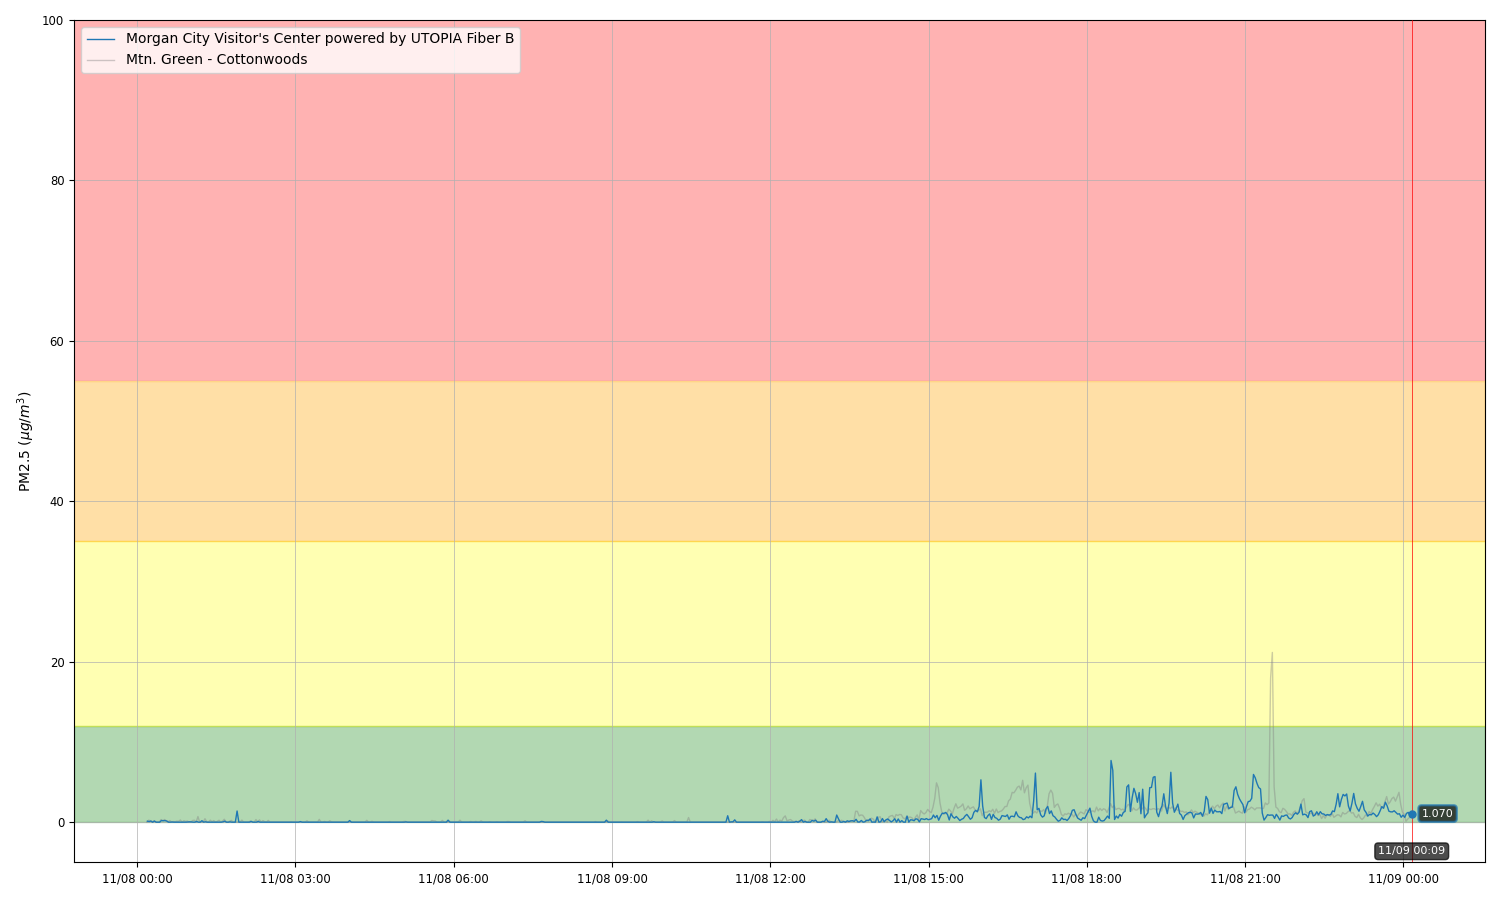 100
Morgan City Visitor's Center powered by UTOPIA Fiber B
Mtn. Green - Cottonwoods
80
60
PM2.5 (μg/m³)
40
20
0
1.070
11/09 00:09
11/08 00:00 11/08 03:00 11/08 06:00 11/08 09:00 11/08 12:00 11/08 15:00 11/08 18:00 11/08 21:00 11/09 00:00